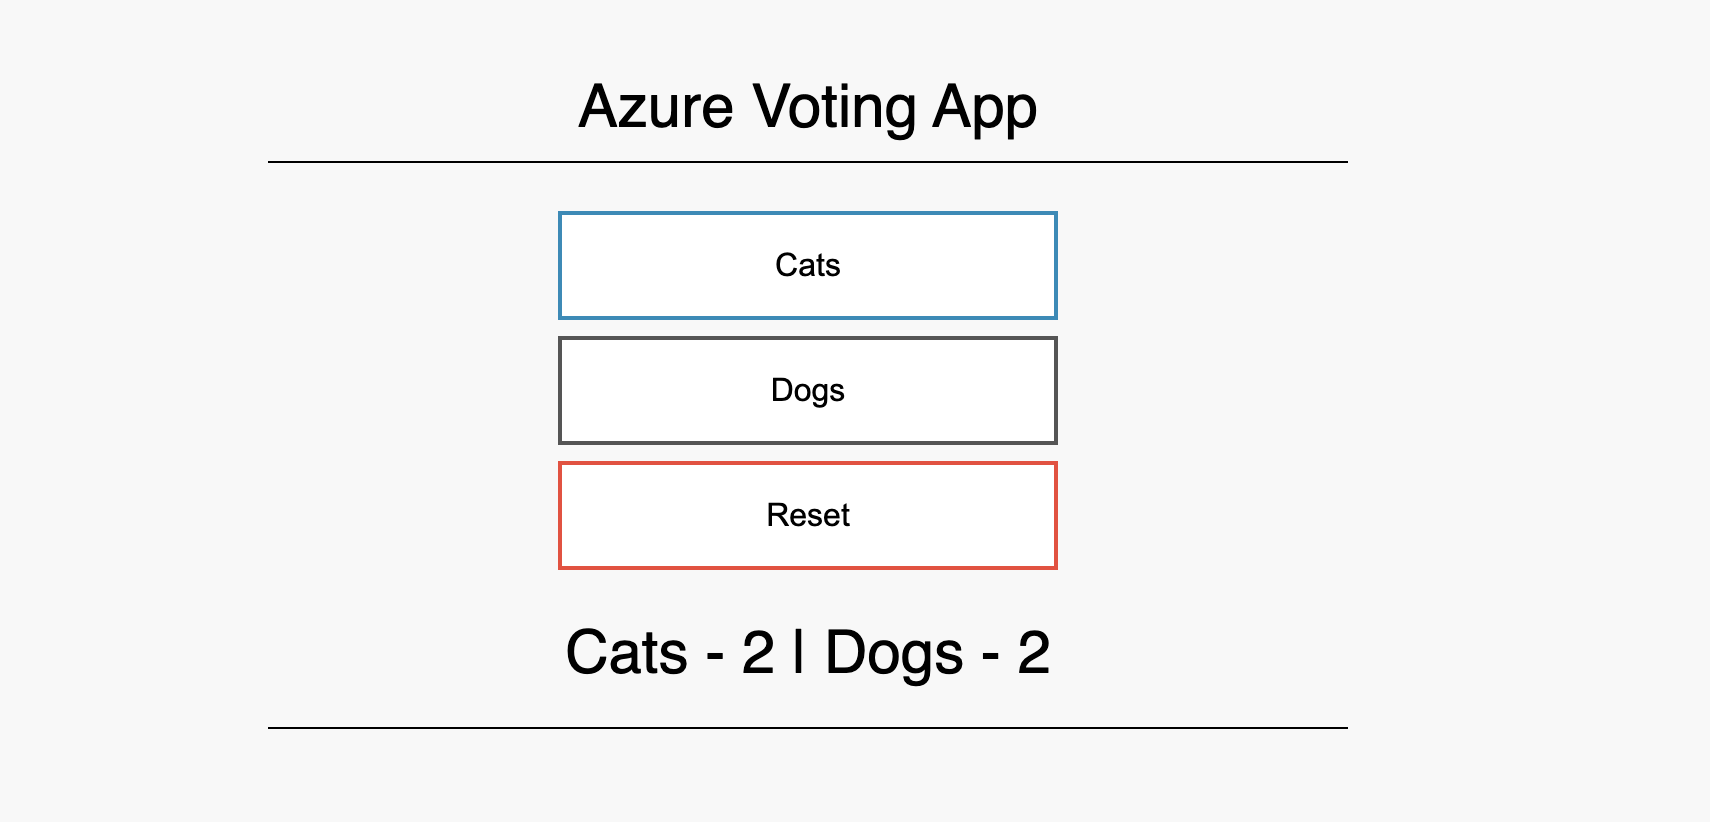 Azure Voting App
Cats
Dogs
Reset
Cats - 2 | Dogs - 2